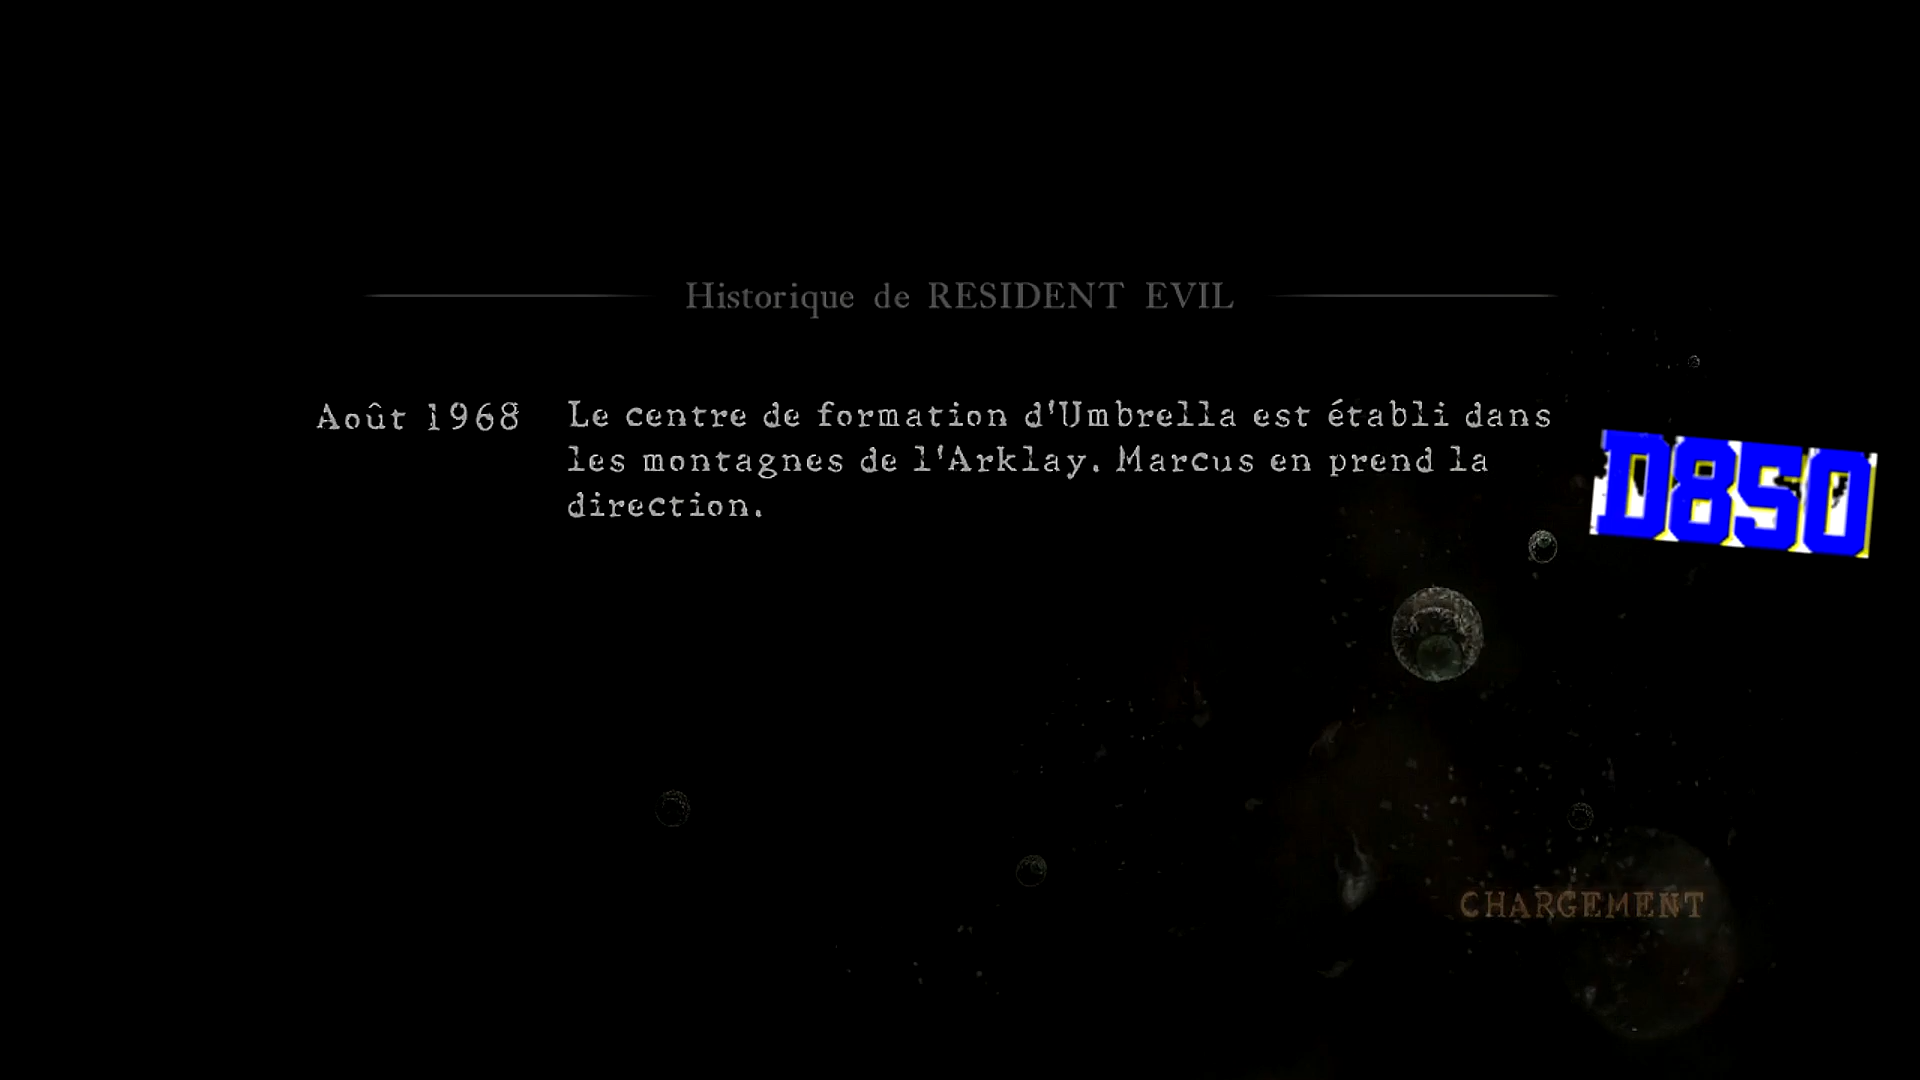 Historique de RESIDENT EVIL
Août 1968
Le centre de formation d'Umbrella est établi dans
les montagnes de l'Arklay. Marcus en prend la
direction.
D850
CHARGEMENT